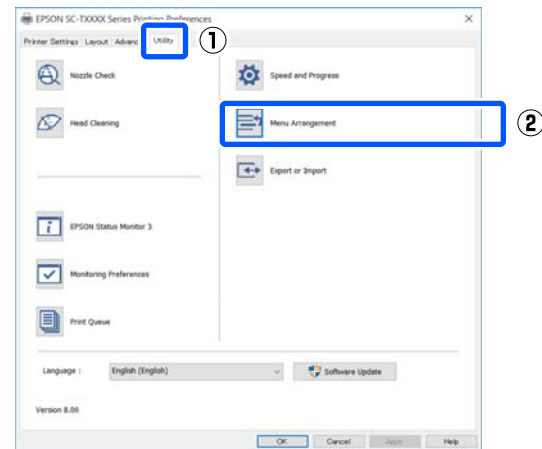 EPSON SC-TXXXX Series Printing Preferences
Printer Settings Layout Advanc Utility
①
Nozzle Check
Speed and Progress
Head Cleaning
Menu Arrangement
②
Export or Import
EPSON Status Monitor 3
Monitoring Preferences
Print Queue
Language : English (English) Software Update
Version 8.00
OK Cancel Apply Help